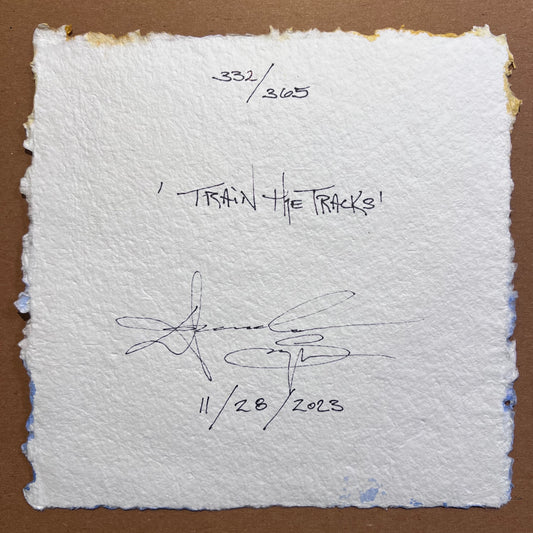 332/365
'TRAiN tHE TRACKS'
11/28/2023